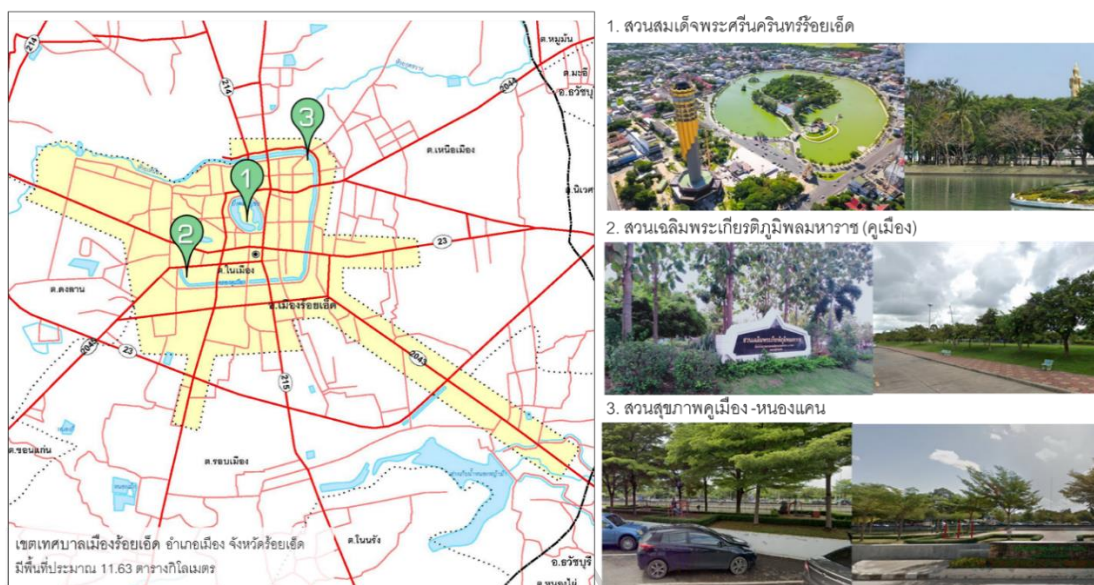 1. สวนสมเด็จพระศรีนครินทร์ร้อยเอ็ด
2. สวนเฉลิมพระเกียรติภูมิพลมหาราช (คูเมือง)
3. สวนสุขภาพคูเมือง-หนองแคน
214
214
2044
ต.หมูม้น
ต.มะอึ
อ.ธวัชบุ
ต.เหนือเมือง
ต.นิเวศ
3
1
2
23
ต.ในเมือง
ต.ดงลาน
อ.เมืองร้อยเอ็ด
2045
23
2043
215
ต.ขอนแก่น
ต.รอบเมือง
ต.โนนรัง
อ.ธวัชบุรี
ต.หนองไผ่
เขตเทศบาลเมืองร้อยเอ็ด อำเภอเมือง จังหวัดร้อยเอ็ด
มีพื้นที่ประมาณ 11.63 ตารางกิโลเมตร